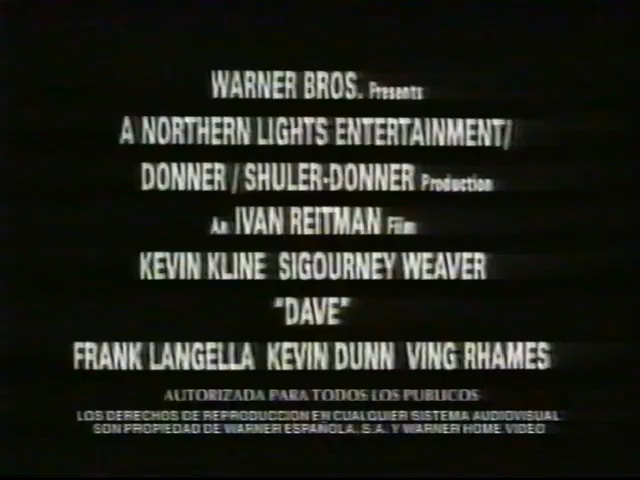 WARNER BROS. Presents
A NORTHERN LIGHTS ENTERTAINMENT/
DONNER / SHULER-DONNER Production
An IVAN REITMAN Film
KEVIN KLINE SIGOURNEY WEAVER
"DAVE"
FRANK LANGELLA KEVIN DUNN VING RHAMES
AUTORIZADA PARA TODOS LOS PUBLICOS
LOS DERECHOS DE REPRODUCCION EN CUALQUIER SISTEMA AUDIOVISUAL
SON PROPIEDAD DE WARNER ESPAÑOLA, S.A. Y WARNER HOME VIDEO